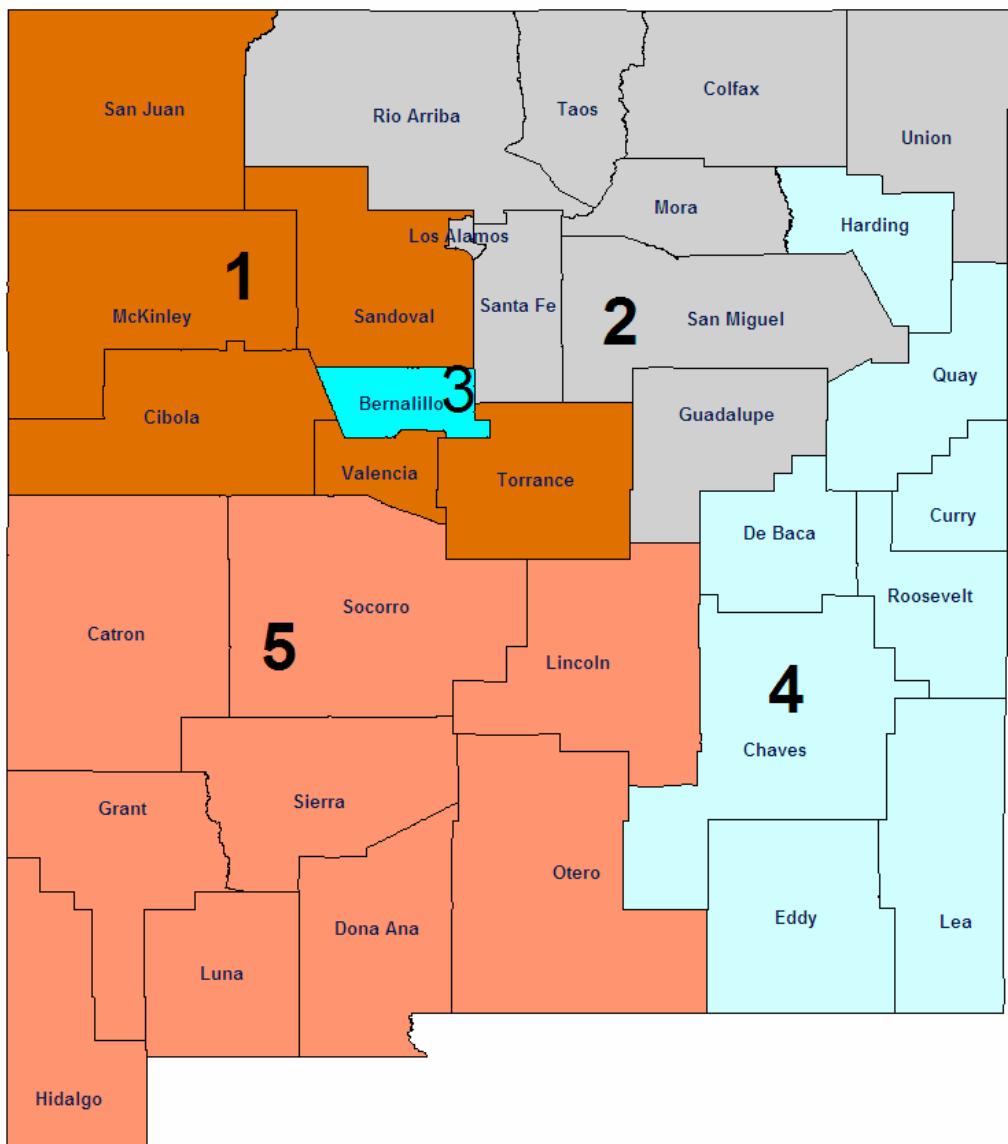 Colfax
San Juan
Rio Arriba
Taos
Union
Mora
Harding
Los Alamos
1
McKinley
Sandoval
Santa Fe
2
San Miguel
Quay
3
Bernalillo
Cibola
Guadalupe
Valencia
Torrance
Curry
De Baca
Roosevelt
Socorro
Catron
5
Lincoln
4
Chaves
Grant
Sierra
Otero
Eddy
Lea
Dona Ana
Luna
Hidalgo